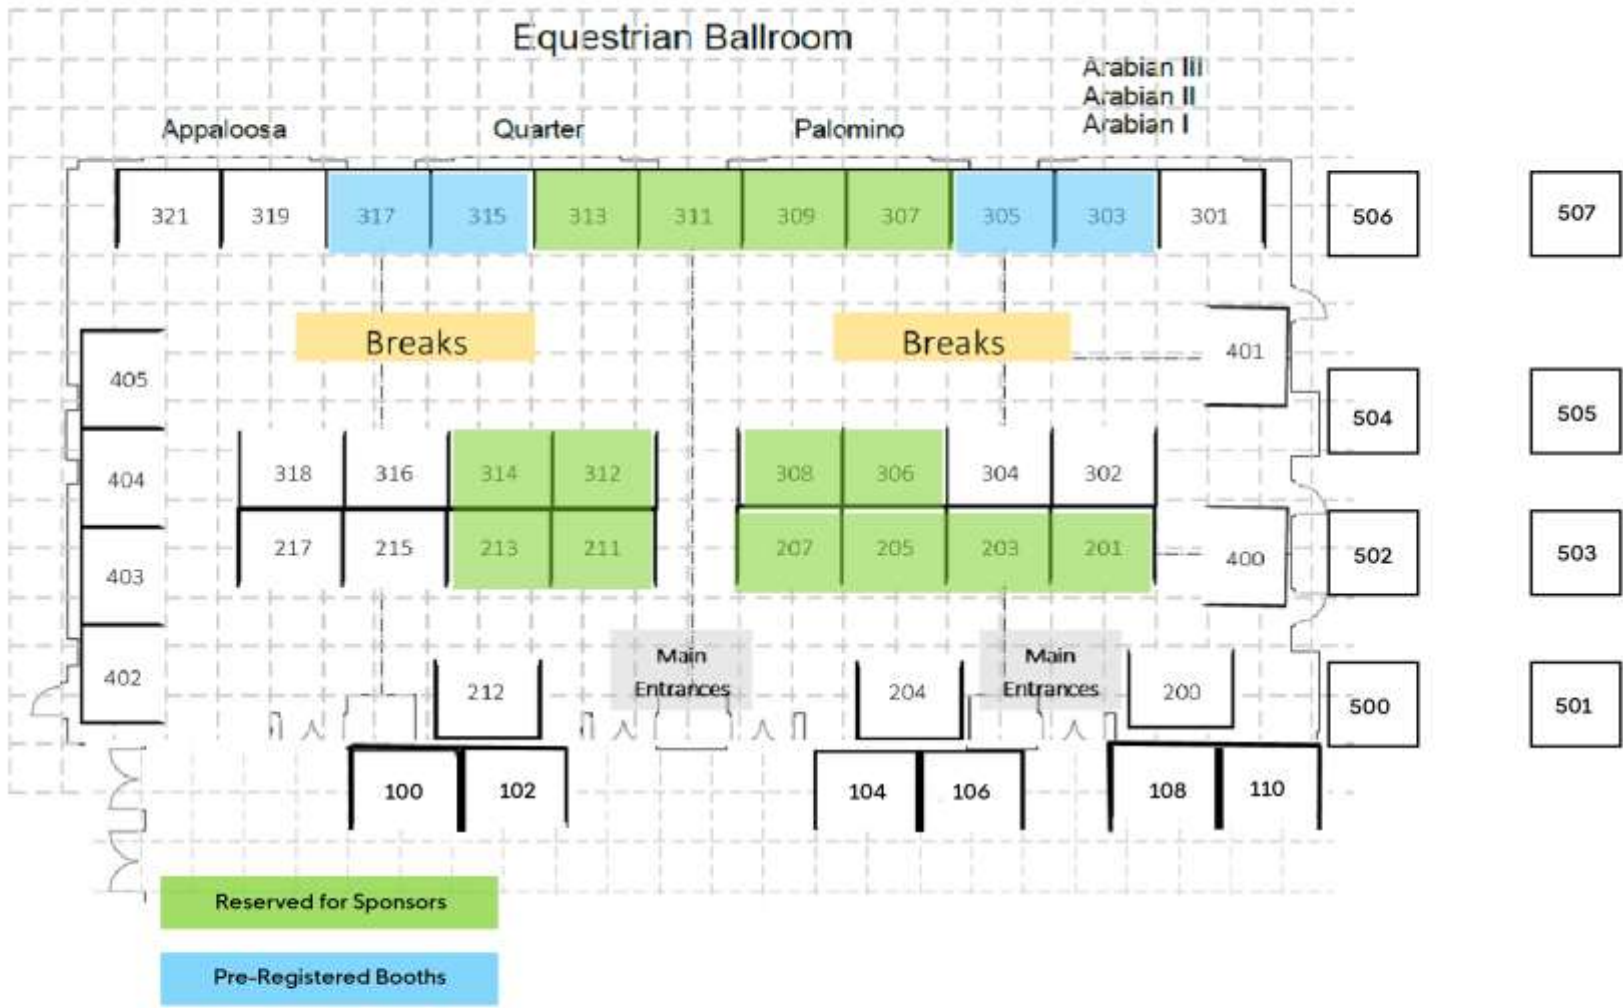 Equestrian Ballroom
Arabian III
Arabian II
Arabian I
Appaloosa Quarter Palomino
321 319 317 315 313 311 309 307 305 303 301 506 507
Breaks Breaks 401
405
504 505
404 318 316 314 312 308 306 304 302
403 217 215 213 211 207 205 203 201 400 502 503
Main Main
Entrances Entrances
402 212 204 200 500 501
100 102 104 106 108 110
Reserved for Sponsors
Pre-Registered Booths